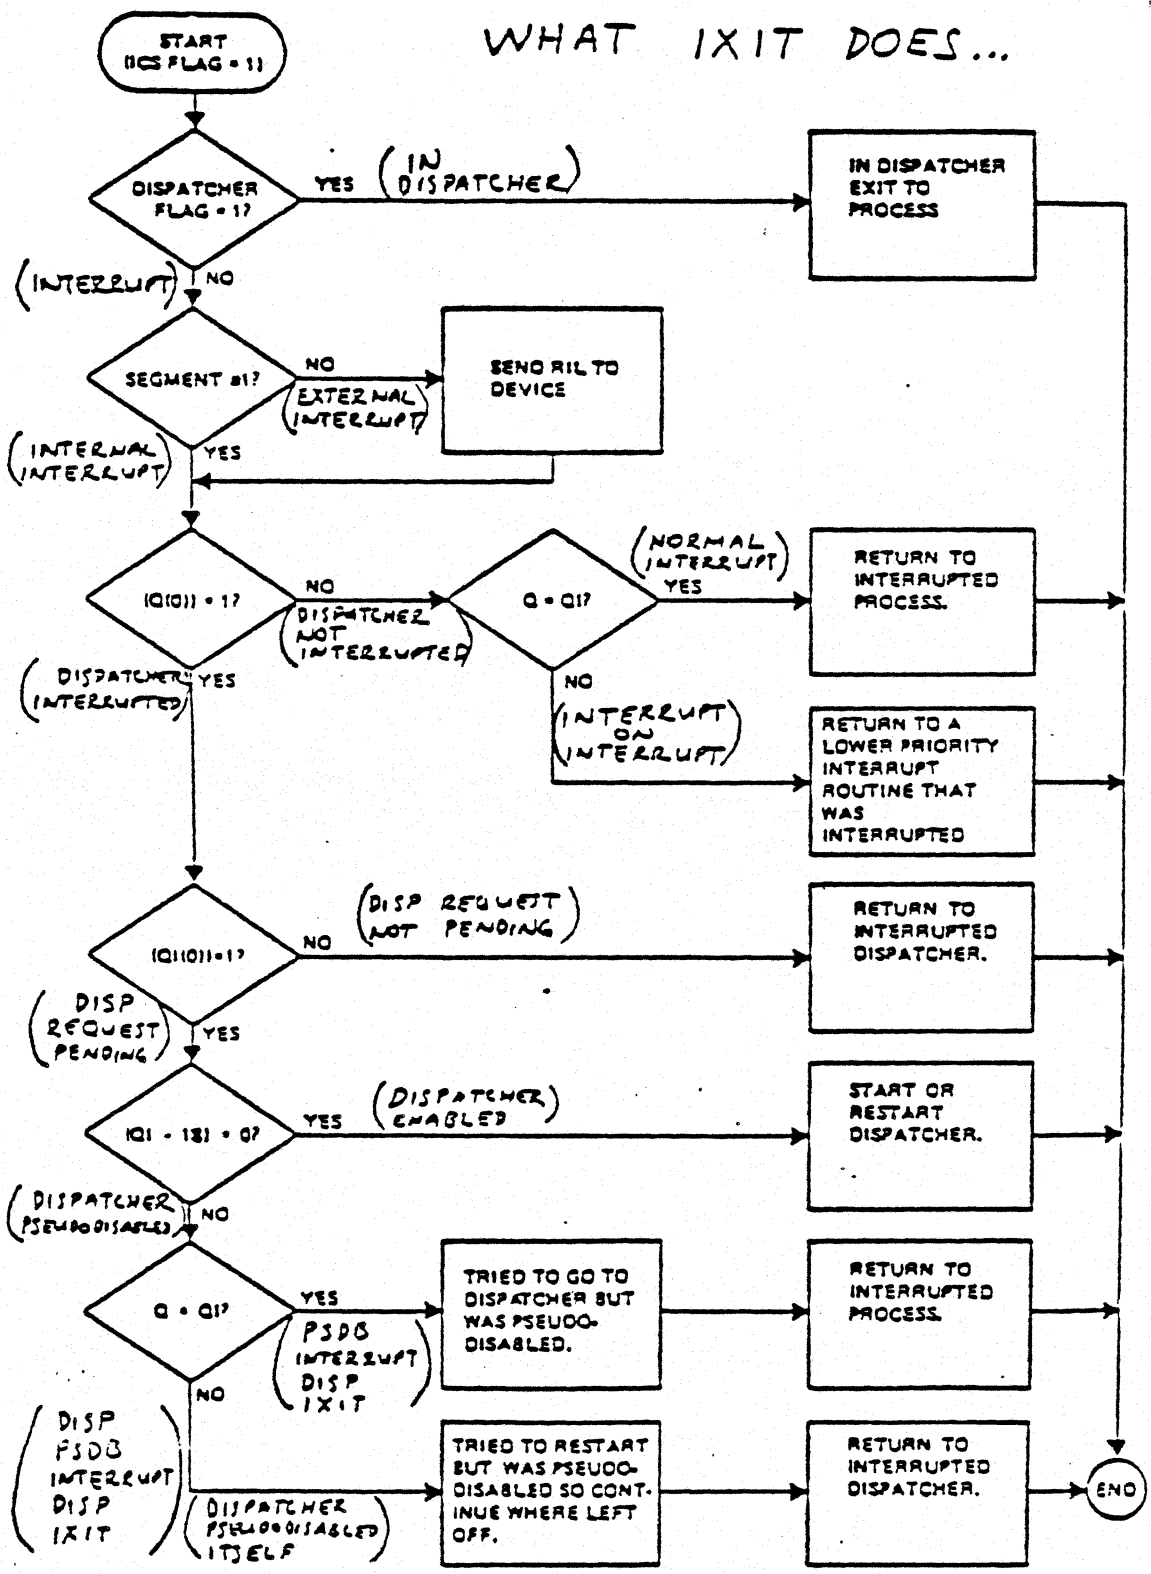 WHAT IXIT DOES...
START
(ICS FLAG = 1)
DISPATCHER
FLAG = 1?
YES
(IN
DISPATCHER)
IN DISPATCHER
EXIT TO
PROCESS
(INTERRUPT)
NO
SEGMENT #1?
NO
(EXTERNAL
INTERRUPT)
SEND RIL TO
DEVICE
(INTERNAL
INTERRUPT)
YES
(Q(0)) = 1?
NO
(DISPATCHER
NOT
INTERRUPTED)
Q = QI?
(NORMAL
INTERRUPT)
YES
RETURN TO
INTERRUPTED
PROCESS.
(DISPATCHER
INTERRUPTED)
YES
NO
(INTERRUPT
ON
INTERRUPT)
RETURN TO A
LOWER PRIORITY
INTERRUPT
ROUTINE THAT
WAS
INTERRUPTED
(QI(0))=1?
NO
(DISP REQUEST
NOT PENDING)
RETURN TO
INTERRUPTED
DISPATCHER.
(DISP
REQUEST
PENDING)
YES
(QI - 18) = 0?
YES
(DISPATCHER
ENABLED)
START OR
RESTART
DISPATCHER.
(DISPATCHER
PSEUDODISABLED)
NO
Q = QI?
YES
(PSDB
INTERRUPT
DISP
IXIT)
TRIED TO GO TO
DISPATCHER BUT
WAS PSEUDO-
DISABLED.
RETURN TO
INTERRUPTED
PROCESS.
NO
(DISP
PSDB
INTERRUPT
DISP
IXIT)
(DISPATCHER
PSEUDODISABLED
ITSELF)
TRIED TO RESTART
BUT WAS PSEUDO-
DISABLED SO CONT-
INUE WHERE LEFT
OFF.
RETURN TO
INTERRUPTED
DISPATCHER.
END